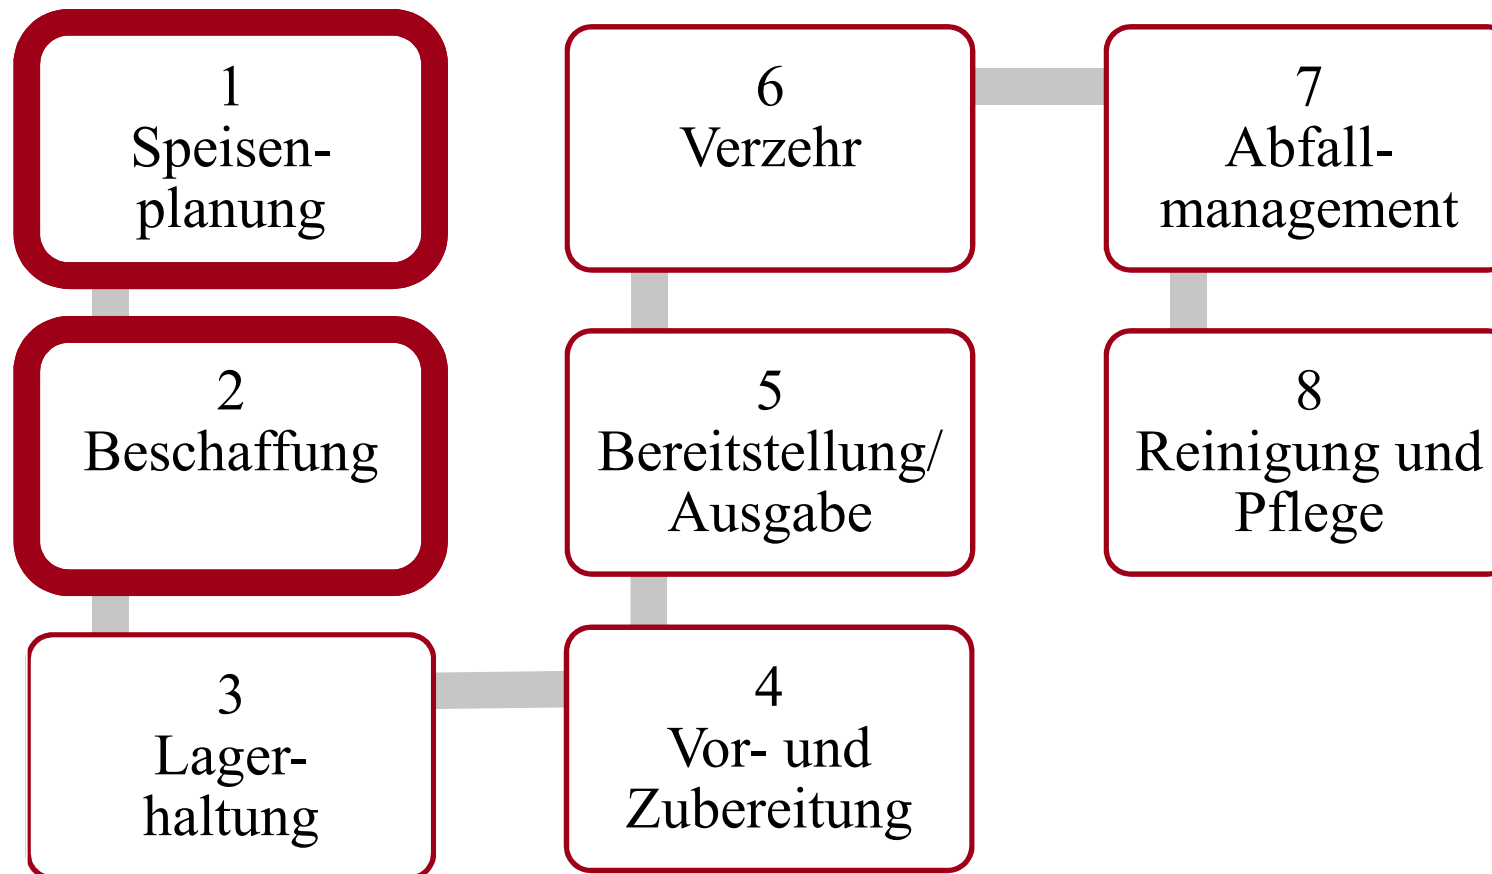 1
Speisen-
planung
2
Beschaffung
3
Lager-
haltung
4
Vor- und
Zubereitung
5
Bereitstellung/
Ausgabe
6
Verzehr
7
Abfall-
management
8
Reinigung und
Pflege